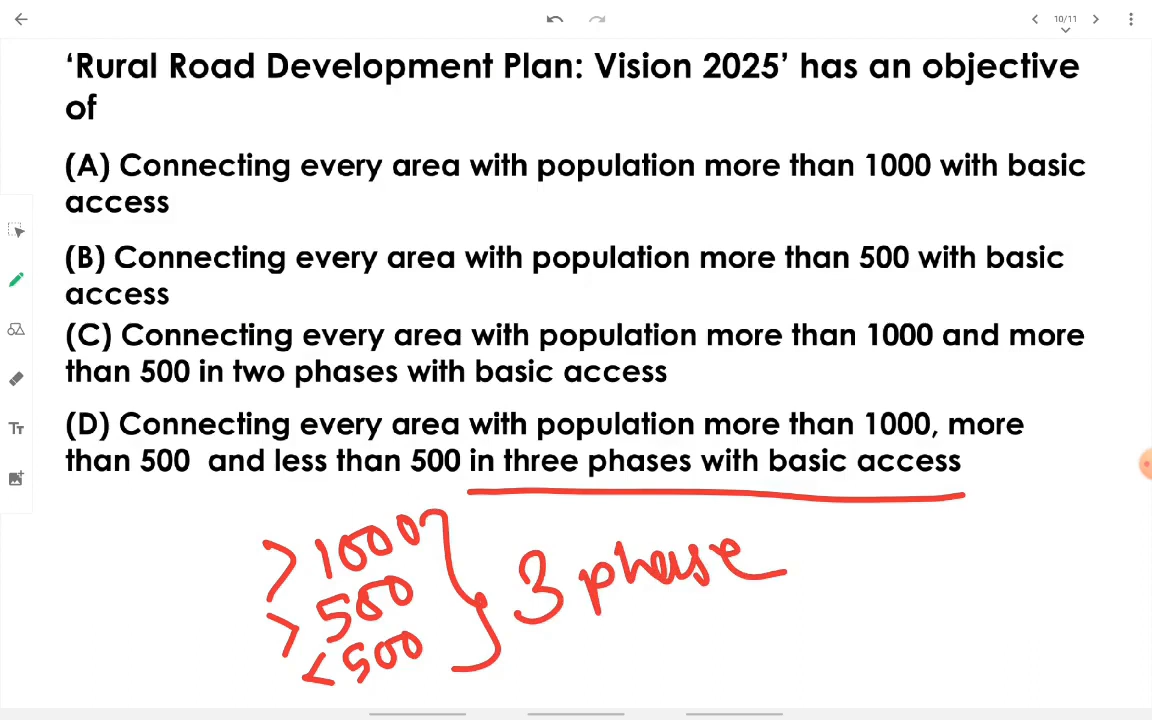 10/11
‘Rural Road Development Plan: Vision 2025’ has an objective
of
(A) Connecting every area with population more than 1000 with basic
access
(B) Connecting every area with population more than 500 with basic
access
(C) Connecting every area with population more than 1000 and more
than 500 in two phases with basic access
(D) Connecting every area with population more than 1000, more
than 500 and less than 500 in three phases with basic access
Tт
>1000
>500
<500
3 phase